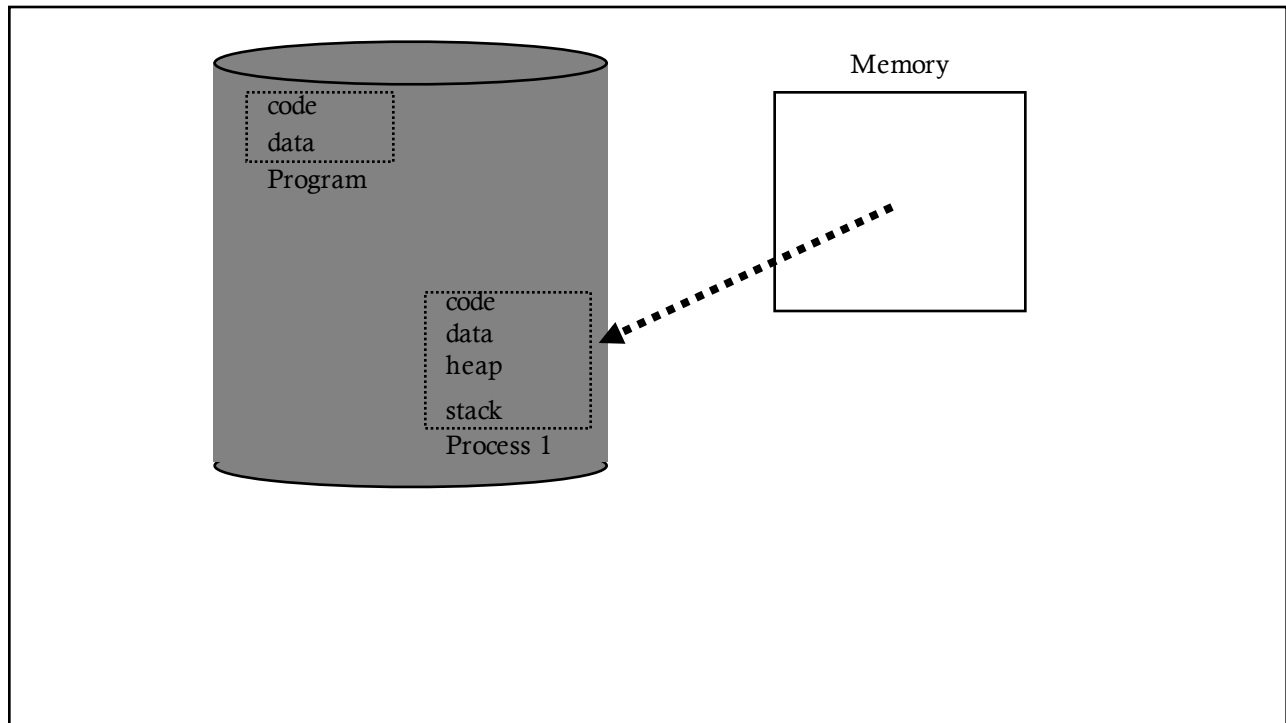 Memory
code
data
Program
code
data
heap
stack
Process 1